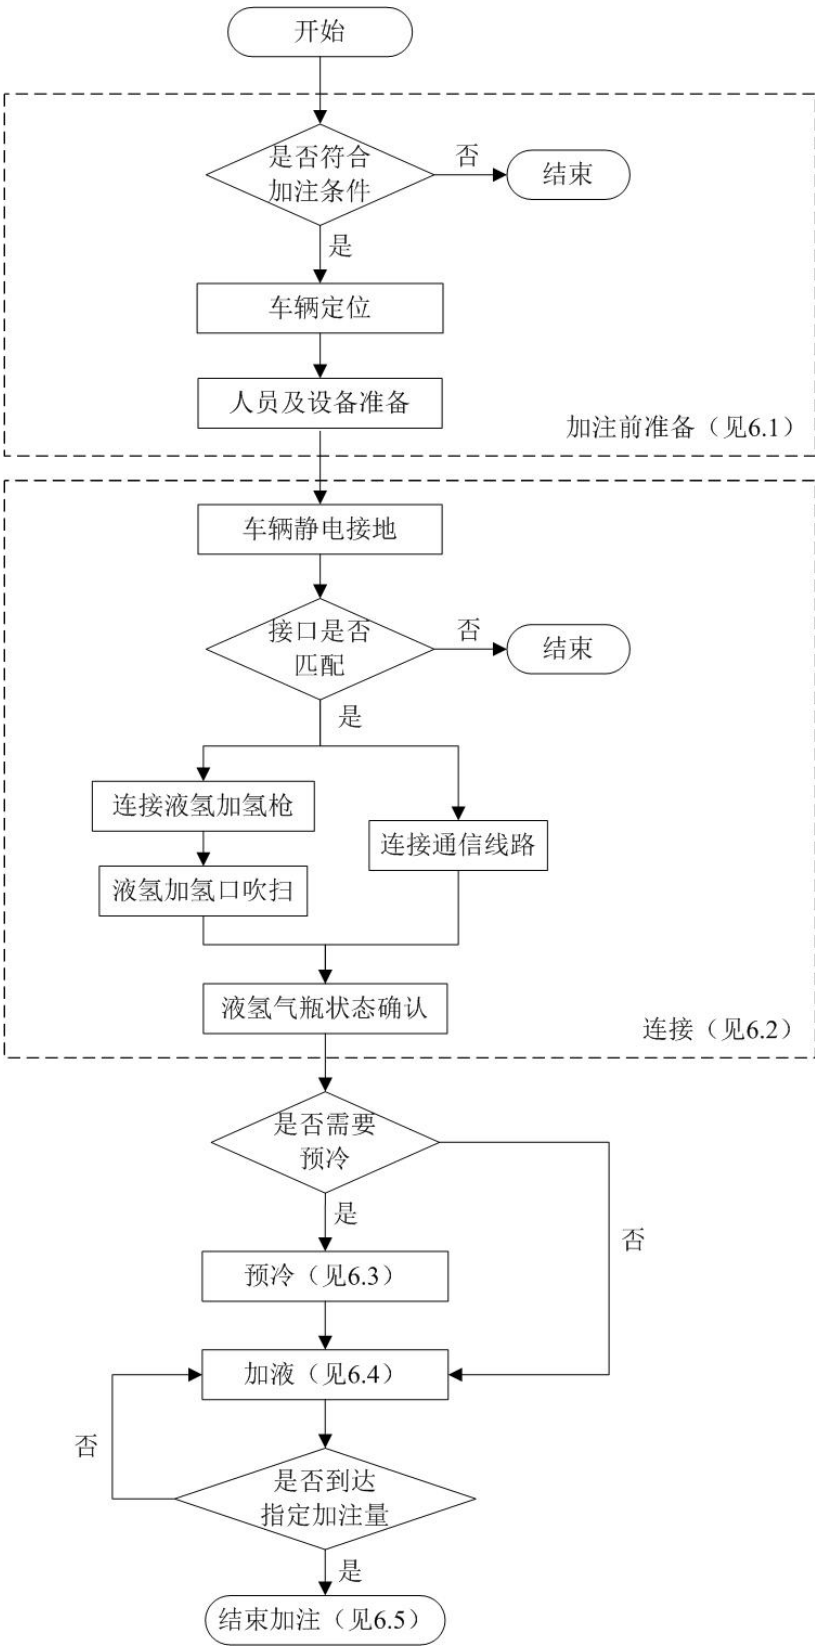 开始
是否符合
加注条件
否
结束
是
车辆定位
人员及设备准备
加注前准备（见6.1）
车辆静电接地
接口是否
匹配
否
结束
是
连接液氢加氢枪
连接通信线路
液氢加氢口吹扫
液氢气瓶状态确认
连接（见6.2）
是否需要
预冷
是
否
预冷（见6.3）
加液（见6.4）
否
是否到达
指定加注量
是
结束加注（见6.5）